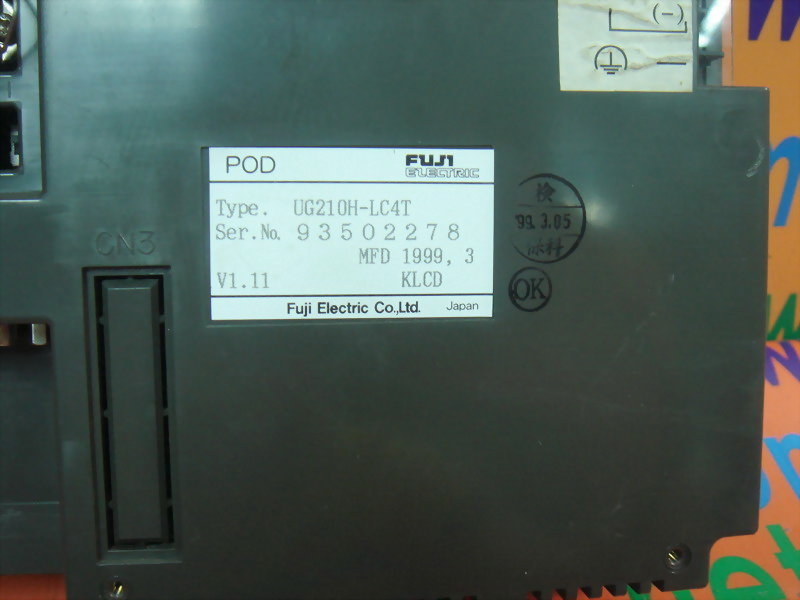 (-)
POD
FUJI
ELECTRIC
Type. UG210H-LC4T
Ser.No. 93502278
MFD 1999, 3
V1.11 KLCD
Fuji Electric Co.,Ltd. Japan
CN3
検
'99.3.05
OK